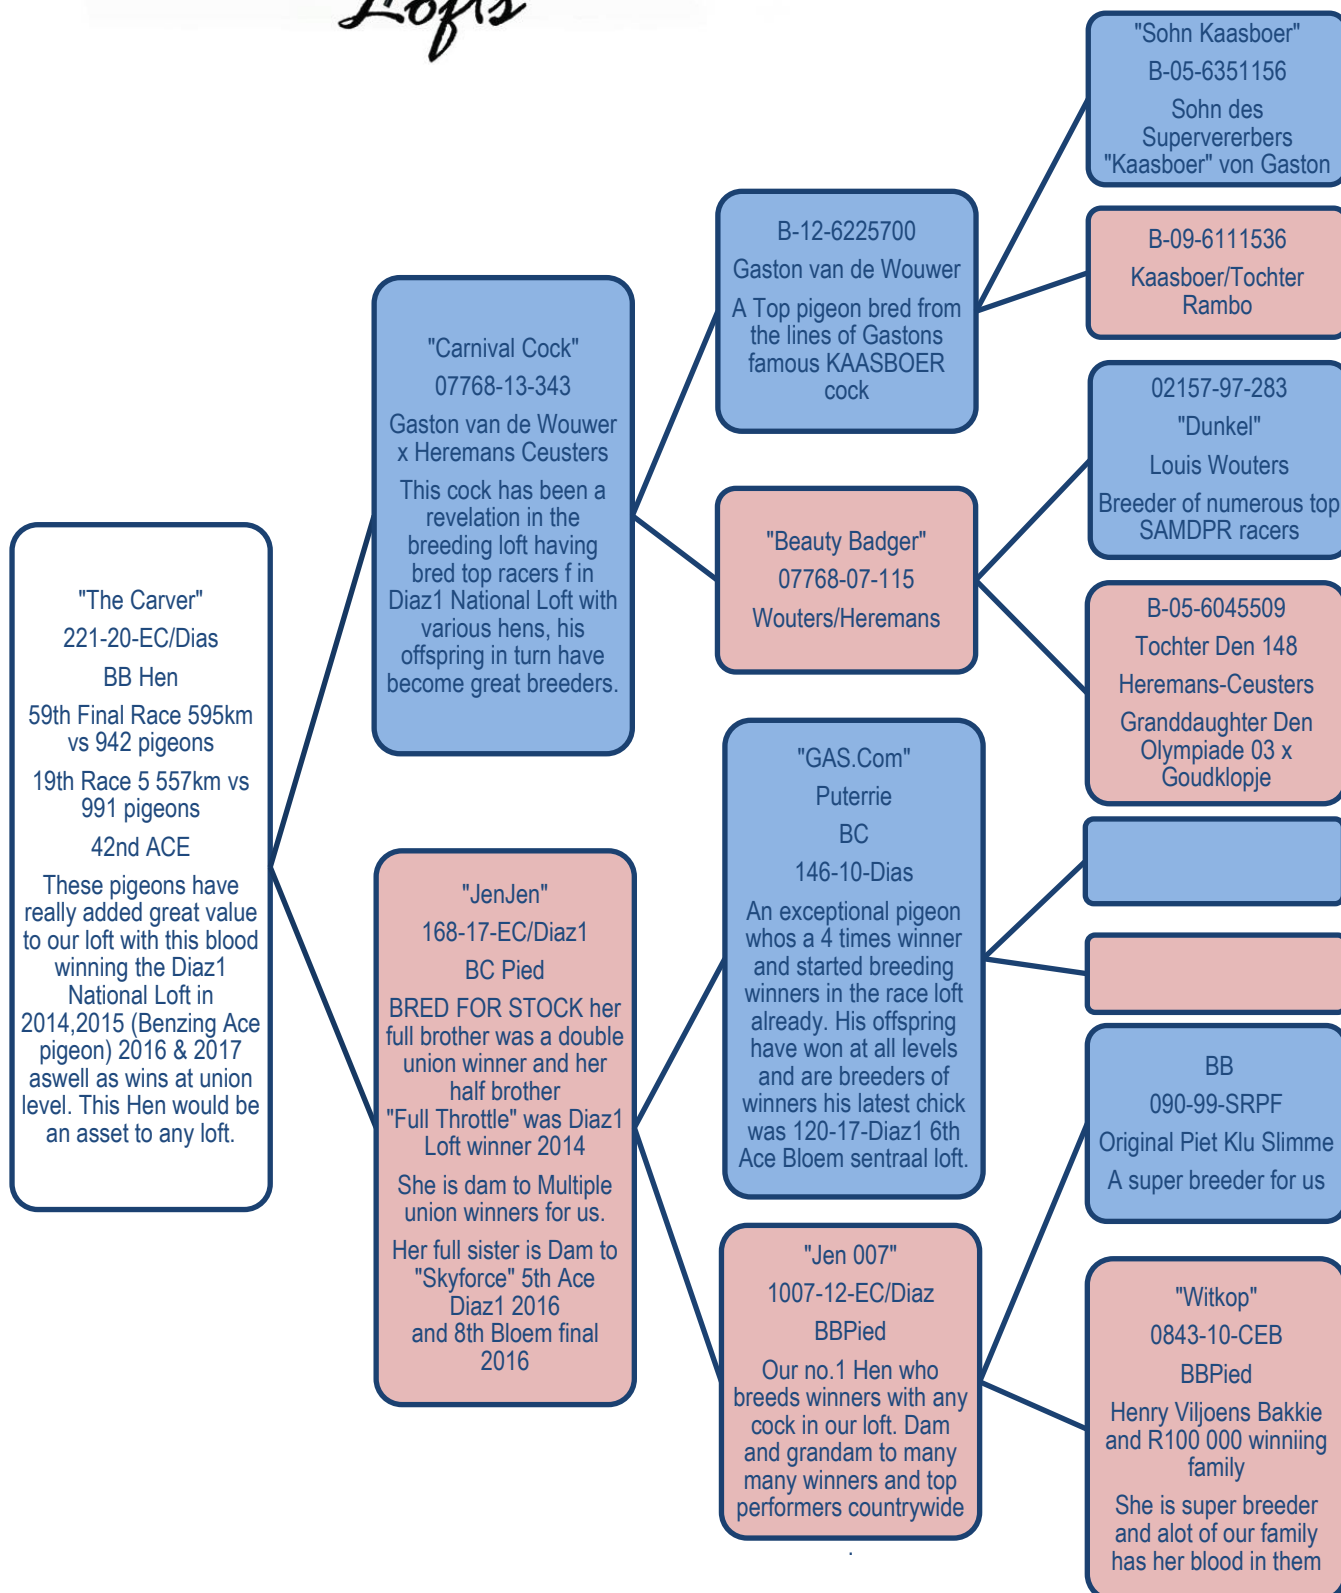 Lofts
"The Carver"
221-20-EC/Dias
BB Hen
59th Final Race 595km
vs 942 pigeons
19th Race 5 557km vs
991 pigeons
42nd ACE
These pigeons have
really added great value
to our loft with this blood
winning the Diaz1
National Loft in
2014,2015 (Benzing Ace
pigeon) 2016 & 2017
aswell as wins at union
level. This Hen would be
an asset to any loft.
"Carnival Cock"
07768-13-343
Gaston van de Wouwer
x Heremans Ceusters
This cock has been a
revelation in the
breeding loft having
bred top racers f in
Diaz1 National Loft with
various hens, his
offspring in turn have
become great breeders.
"JenJen"
168-17-EC/Diaz1
BC Pied
BRED FOR STOCK her
full brother was a double
union winner and her
half brother
"Full Throttle" was Diaz1
Loft winner 2014
She is dam to Multiple
union winners for us.
Her full sister is Dam to
"Skyforce" 5th Ace
Diaz1 2016
and 8th Bloem final
2016
B-12-6225700
Gaston van de Wouwer
A Top pigeon bred from
the lines of Gastons
famous KAASBOER
cock
"Beauty Badger"
07768-07-115
Wouters/Heremans
"GAS.Com"
Puterrie
BC
146-10-Dias
An exceptional pigeon
whos a 4 times winner
and started breeding
winners in the race loft
already. His offspring
have won at all levels
and are breeders of
winners his latest chick
was 120-17-Diaz1 6th
Ace Bloem sentraal loft.
"Jen 007"
1007-12-EC/Diaz
BBPied
Our no.1 Hen who
breeds winners with any
cock in our loft. Dam
and grandam to many
many winners and top
performers countrywide
.
"Sohn Kaasboer"
B-05-6351156
Sohn des
Supervererbers
"Kaasboer" von Gaston
B-09-6111536
Kaasboer/Tochter
Rambo
02157-97-283
"Dunkel"
Louis Wouters
Breeder of numerous top
SAMDPR racers
B-05-6045509
Tochter Den 148
Heremans-Ceusters
Granddaughter Den
Olympiade 03 x
Goudklopje
BB
090-99-SRPF
Original Piet Klu Slimme
A super breeder for us
"Witkop"
0843-10-CEB
BBPied
Henry Viljoens Bakkie
and R100 000 winniing
family
She is super breeder
and alot of our family
has her blood in them